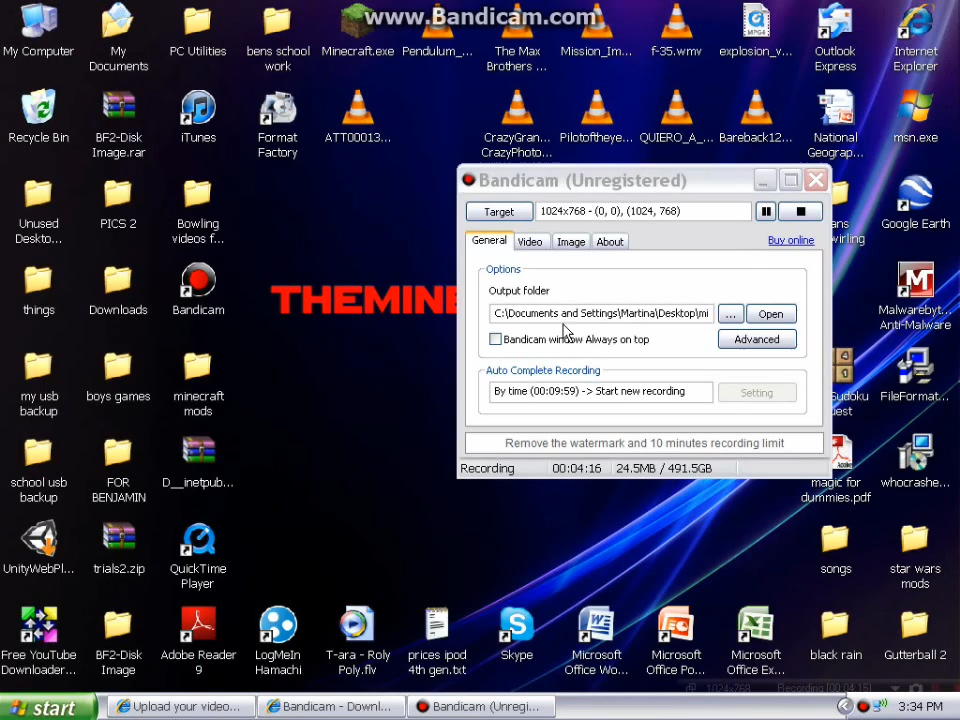 www.Bandicam.com
My Computer
My
Documents
PC Utilities
bens school
work
Minecraft.exe
Pendulum_...
The Max
Brothers ...
Mission_Im...
f-35.wmv
explosion_v...
Outlook
Express
Internet
Explorer
Recycle Bin
BF2-Disk
Image.rar
iTunes
Format
Factory
ATT00013...
CrazyGran...
CrazyPhoto...
Pilotoftheye...
QUIERO_A_...
Bareback12...
National
Geograp...
msn.exe
Unused
Deskto...
PICS 2
Bowling
videos f...
Google Earth
things
Downloads
Bandicam
THEMINE
Malwarebyt...
Anti-Malware
my usb
backup
boys games
minecraft
mods
FileFormat...
school usb
backup
FOR
BENJAMIN
D__inetpub...
magic for
dummies.pdf
whocrashe...
UnityWebPl...
trials2.zip
QuickTime
Player
songs
star wars
mods
Free YouTube
Downloader...
BF2-Disk
Image
Adobe Reader
9
LogMeIn
Hamachi
T-ara - Roly
Poly.flv
prices ipod
4th gen.txt
Skype
Microsoft
Office Wo...
Microsoft
Office Po...
Microsoft
Office Ex...
black rain
Gutterball 2
Bandicam (Unregistered)
Target
1024x768 - (0, 0), (1024, 768)
General
Video
Image
About
Buy online
Options
Output folder
C:\Documents and Settings\Martina\Desktop\mi
...
Open
Bandicam window Always on top
Advanced
Auto Complete Recording
By time (00:09:59) -> Start new recording
Setting
Remove the watermark and 10 minutes recording limit
Recording
00:04:16
24.5MB / 491.5GB
1024x768
Recording [00:04:15]
start
Upload your video...
Bandicam - Downl...
Bandicam (Unregi...
3:34 PM